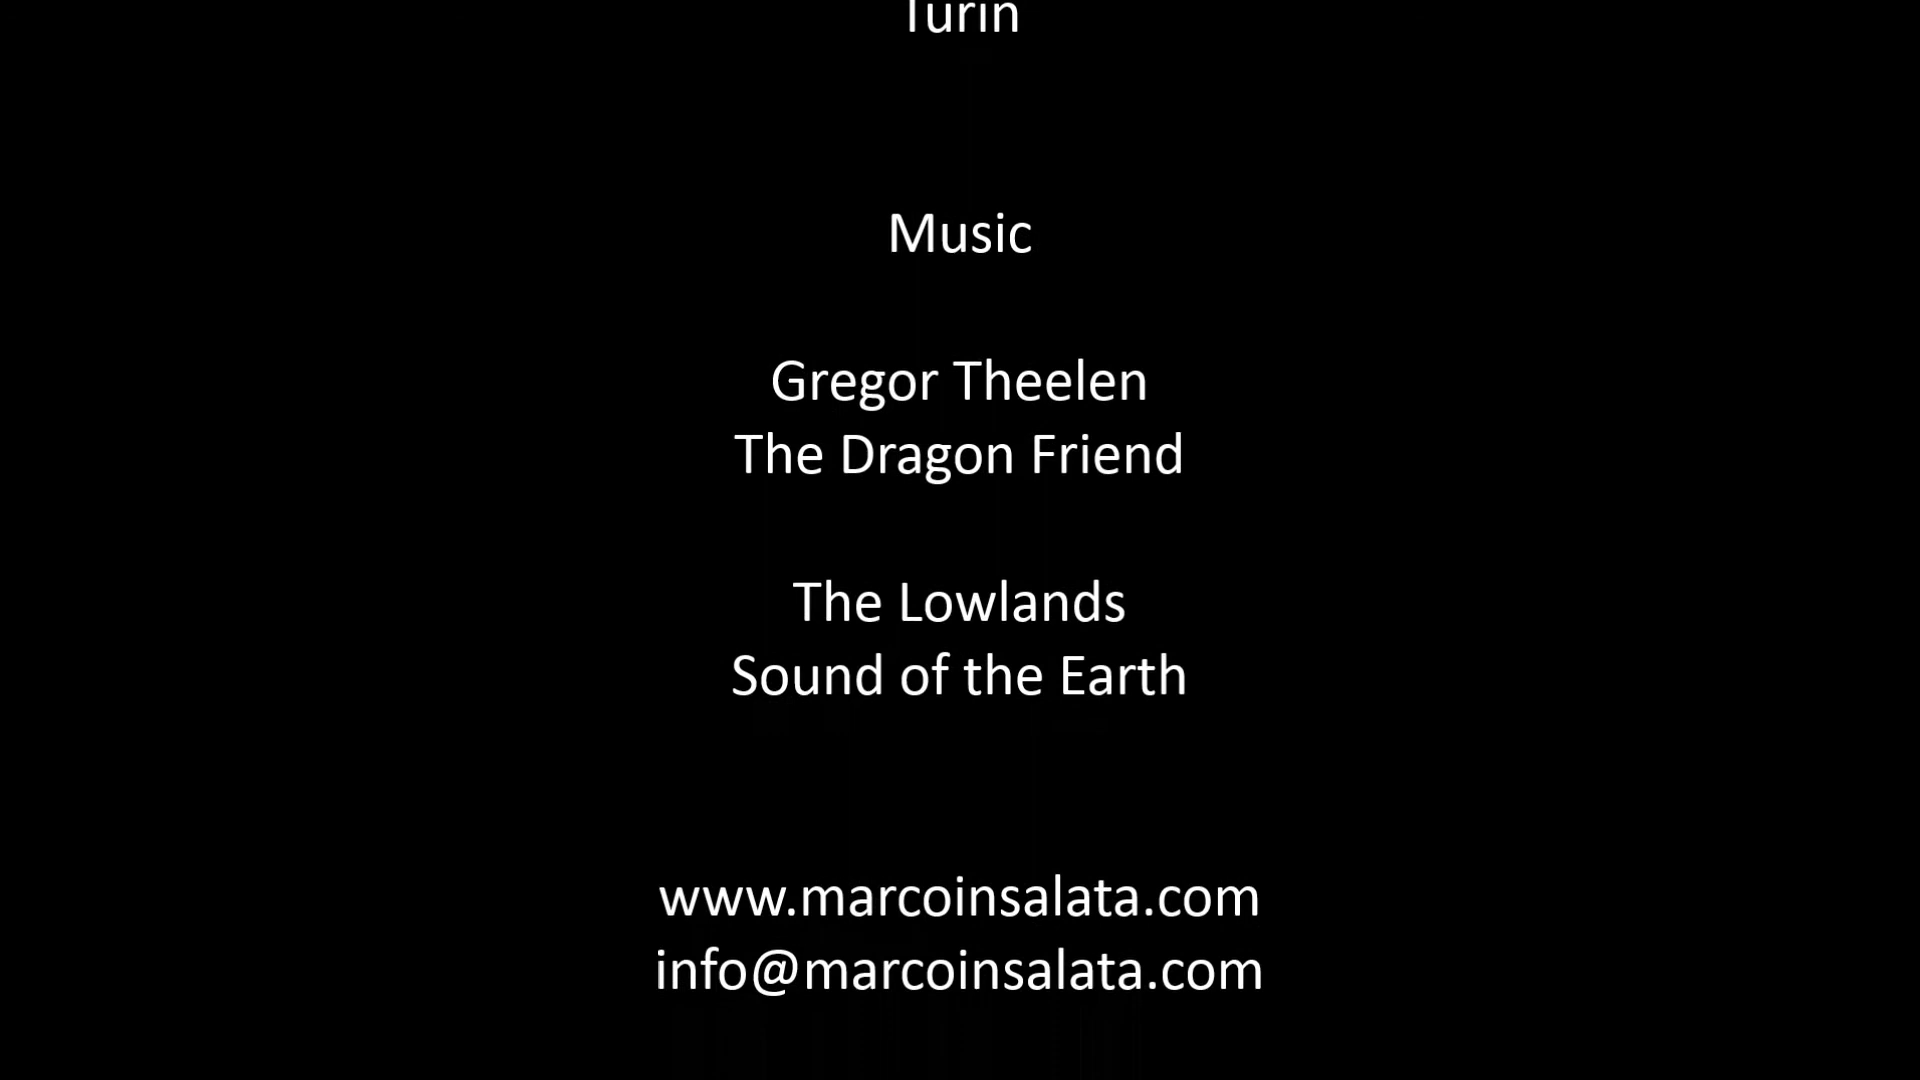 Turin
Music
Gregor Theelen
The Dragon Friend
The Lowlands
Sound of the Earth
www.marcoinsalata.com
info@marcoinsalata.com